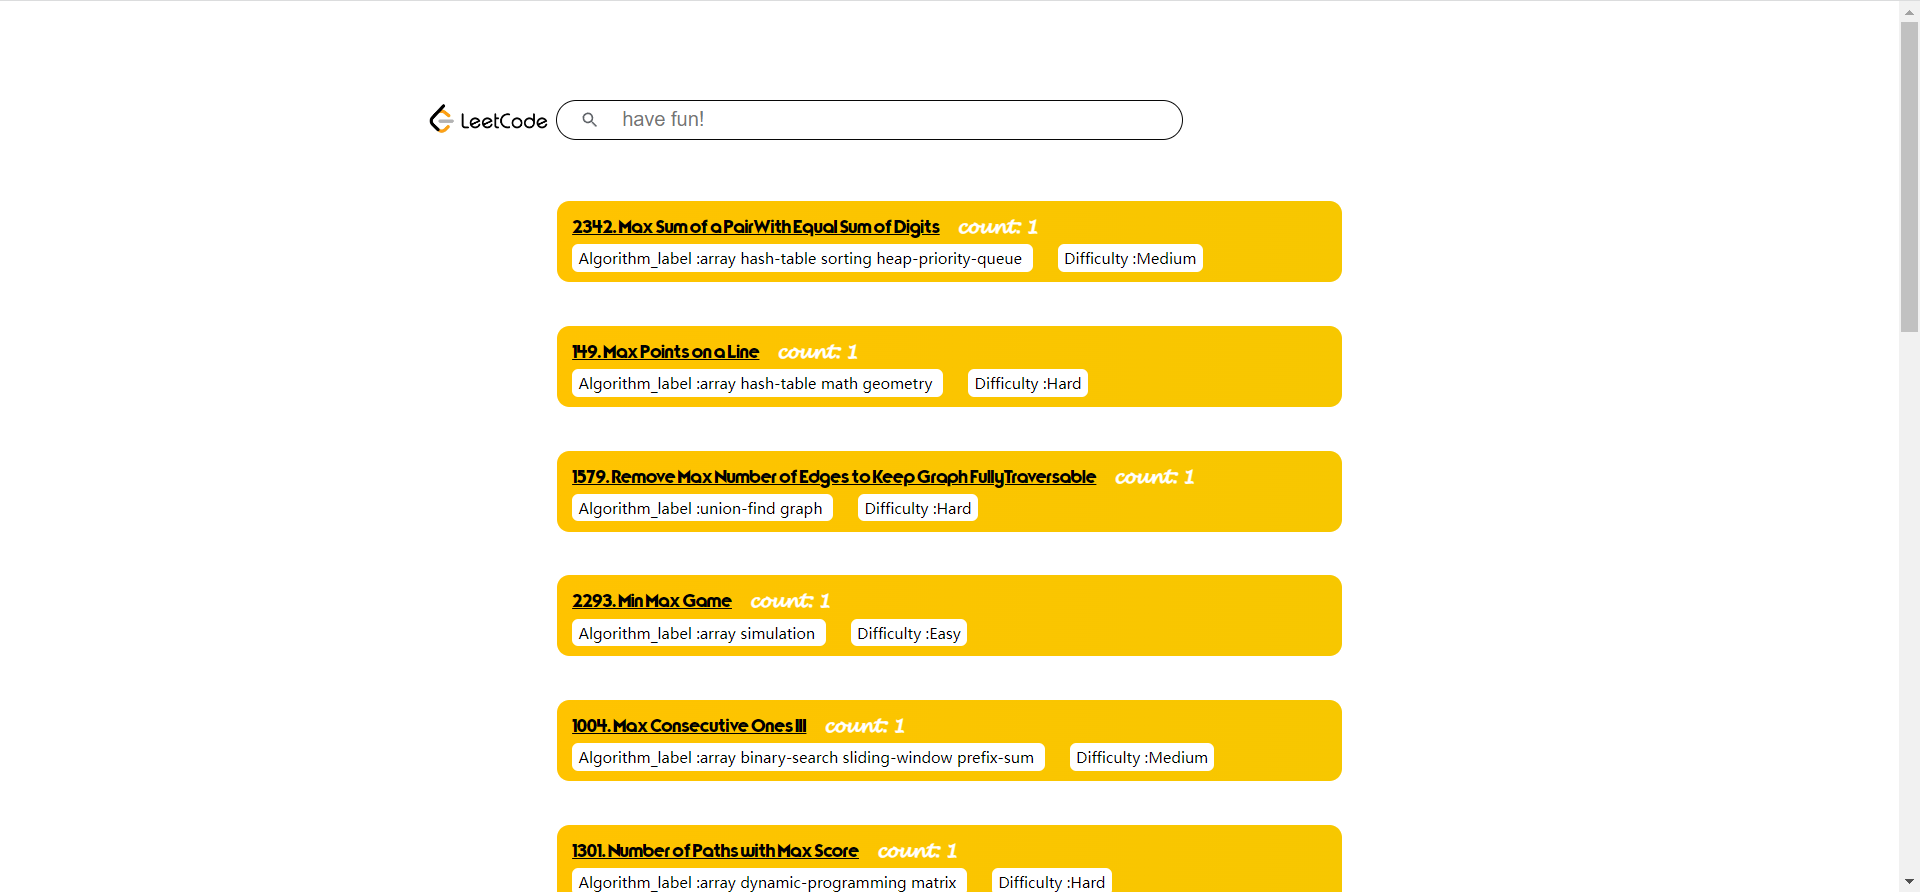 LeetCode have fun!
2342. Max Sum of a Pair With Equal Sum of Digits count: 1
Algorithm_label :array hash-table sorting heap-priority-queue Difficulty :Medium
149. Max Points on a Line count: 1
Algorithm_label :array hash-table math geometry Difficulty :Hard
1579. Remove Max Number of Edges to Keep Graph Fully Traversable count: 1
Algorithm_label :union-find graph Difficulty :Hard
2293. Min Max Game count: 1
Algorithm_label :array simulation Difficulty :Easy
1004. Max Consecutive Ones III count: 1
Algorithm_label :array binary-search sliding-window prefix-sum Difficulty :Medium
1301. Number of Paths with Max Score count: 1
Algorithm_label :array dynamic-programming matrix Difficulty :Hard